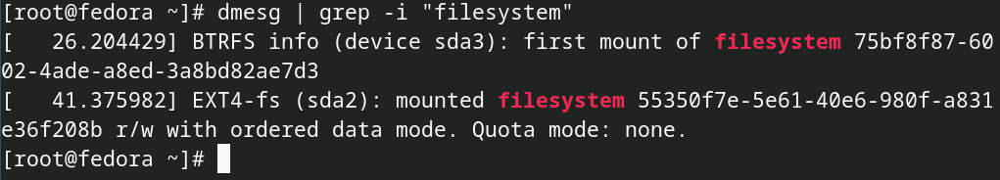 [root@fedora ~]# dmesg | grep -i "filesystem"
[   26.204429] BTRFS info (device sda3): first mount of filesystem 75bf8f87-60
02-4ade-a8ed-3a8bd82ae7d3
[   41.375982] EXT4-fs (sda2): mounted filesystem 55350f7e-5e61-40e6-980f-a831
e36f208b r/w with ordered data mode. Quota mode: none.
[root@fedora ~]#